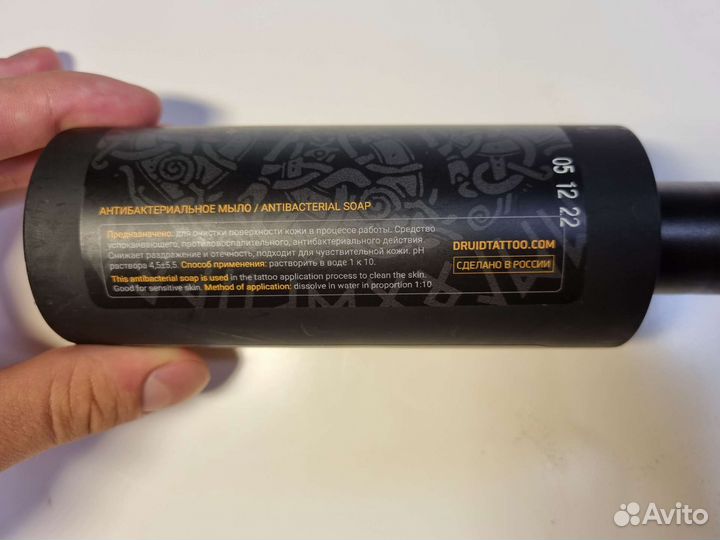 АНТИБАКТЕРИАЛЬНОЕ МЫЛО / ANTIBACTERIAL SOAP
Предназначено: для очистки поверхности кожи в процессе работы. Средство
успокаивающего, противовоспалительного, антибактериального действия.
Снижает раздражение и отечность, подходит для чувствительной кожи. pH
раствора 4,5±5,5. Способ применения: растворить в воде 1 к 10.
This antibacterial soap is used in the tattoo application process to clean the skin.
Good for sensitive skin. Method of application: dissolve in water in proportion 1:10
DRUIDTATTOO.COM
СДЕЛАНО В РОССИИ
05 12 22
Avito